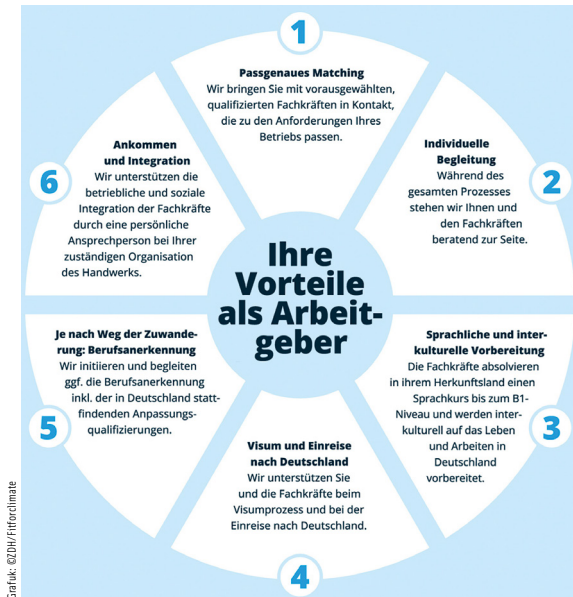 1
Passgenaues Matching
Wir bringen Sie mit vorausgewählten,
qualifizierten Fachkräften in Kontakt,
die zu den Anforderungen Ihres
Betriebs passen.
2
Individuelle
Begleitung
Während des
gesamten Prozesses
stehen wir Ihnen und
den Fachkräften
beratend zur Seite.
3
Sprachliche und inter-
kulturelle Vorbereitung
Die Fachkräfte absolvieren
in ihrem Herkunftsland einen
Sprachkurs bis zum B1-
Niveau und werden inter-
kulturell auf das Leben
und Arbeiten in
Deutschland
vorbereitet.
4
Visum und Einreise
nach Deutschland
Wir unterstützen Sie
und die Fachkräfte beim
Visumprozess und bei der
Einreise nach Deutschland.
5
Je nach Weg der Zuwande-
rung: Berufsanerkennung
Wir initiieren und begleiten
ggf. die Berufsanerkennung
inkl. der in Deutschland statt-
findenden Anpassungs-
qualifizierungen.
6
Ankommen
und Integration
Wir unterstützen die
betriebliche und soziale
Integration der Fachkräfte
durch eine persönliche
Ansprechperson bei Ihrer
zuständigen Organisation
des Handwerks.
Ihre
Vorteile
als Arbeit-
geber
Grafuk: ©ZDH/Fitforclimate